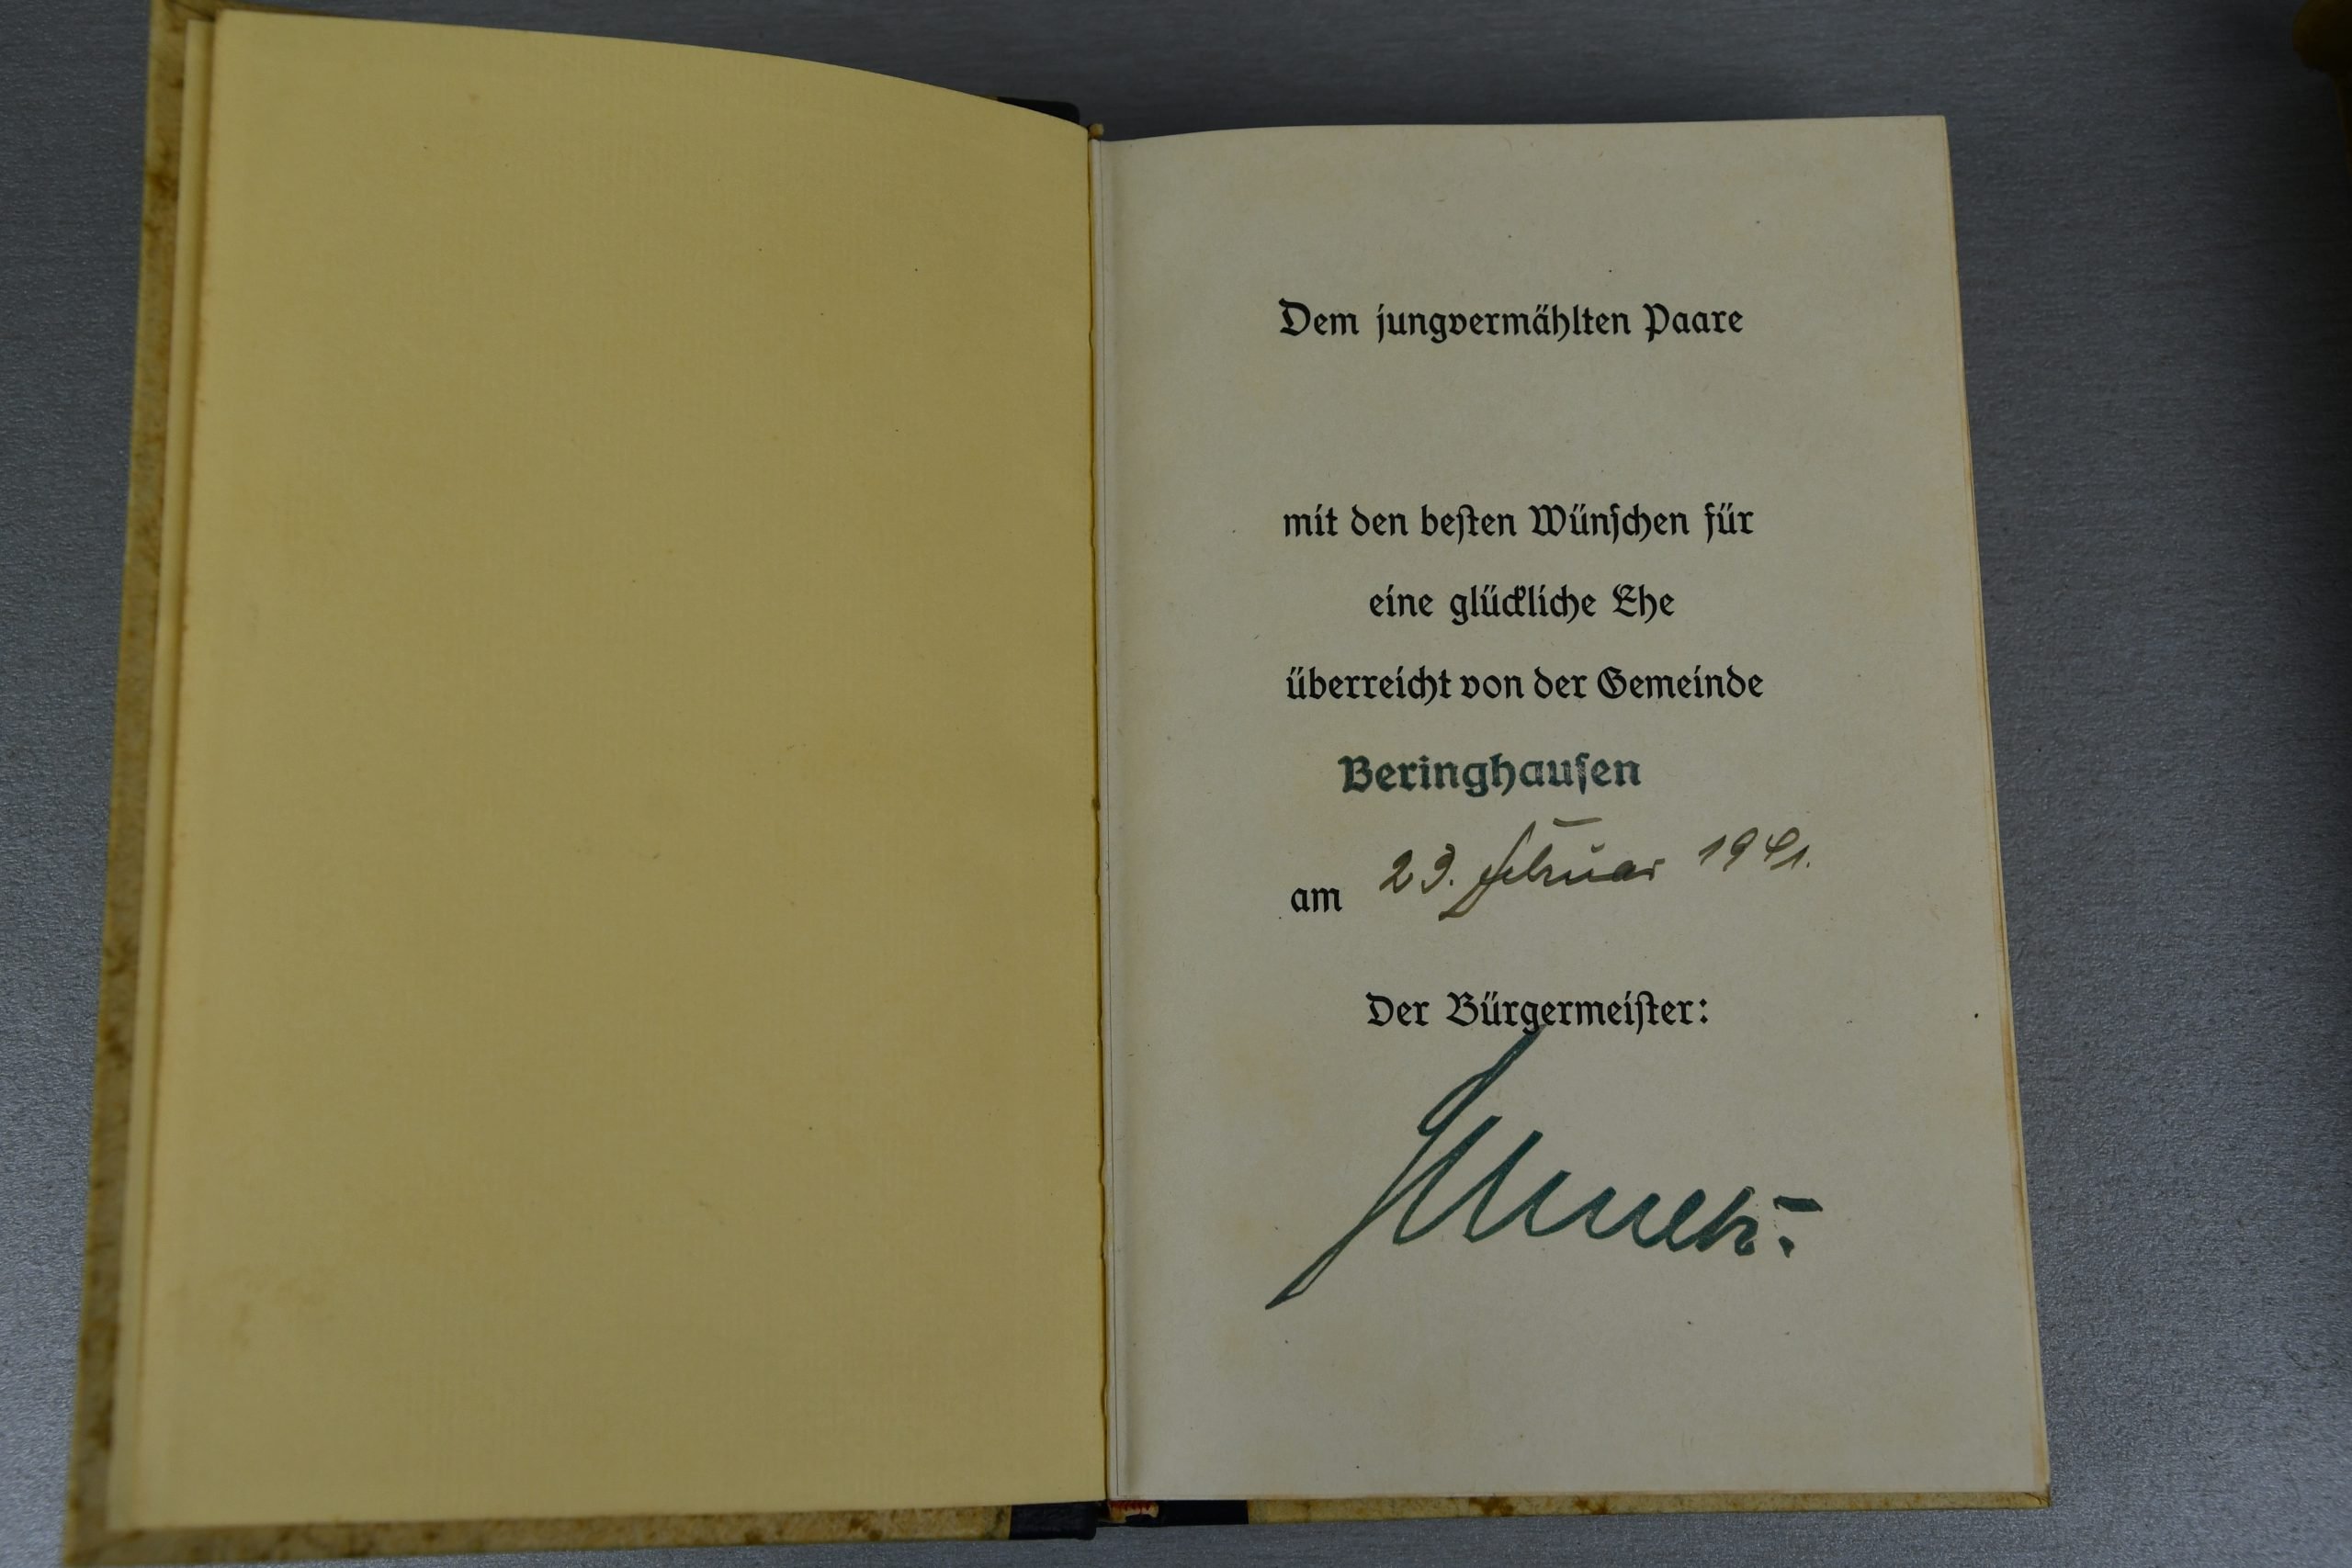 Dem jungvermählten Paare
mit den besten Wünschen für
eine glückliche Ehe
überreicht von der Gemeinde
Beringhausen
am 23. Februar 1941.
Der Bürgermeister: